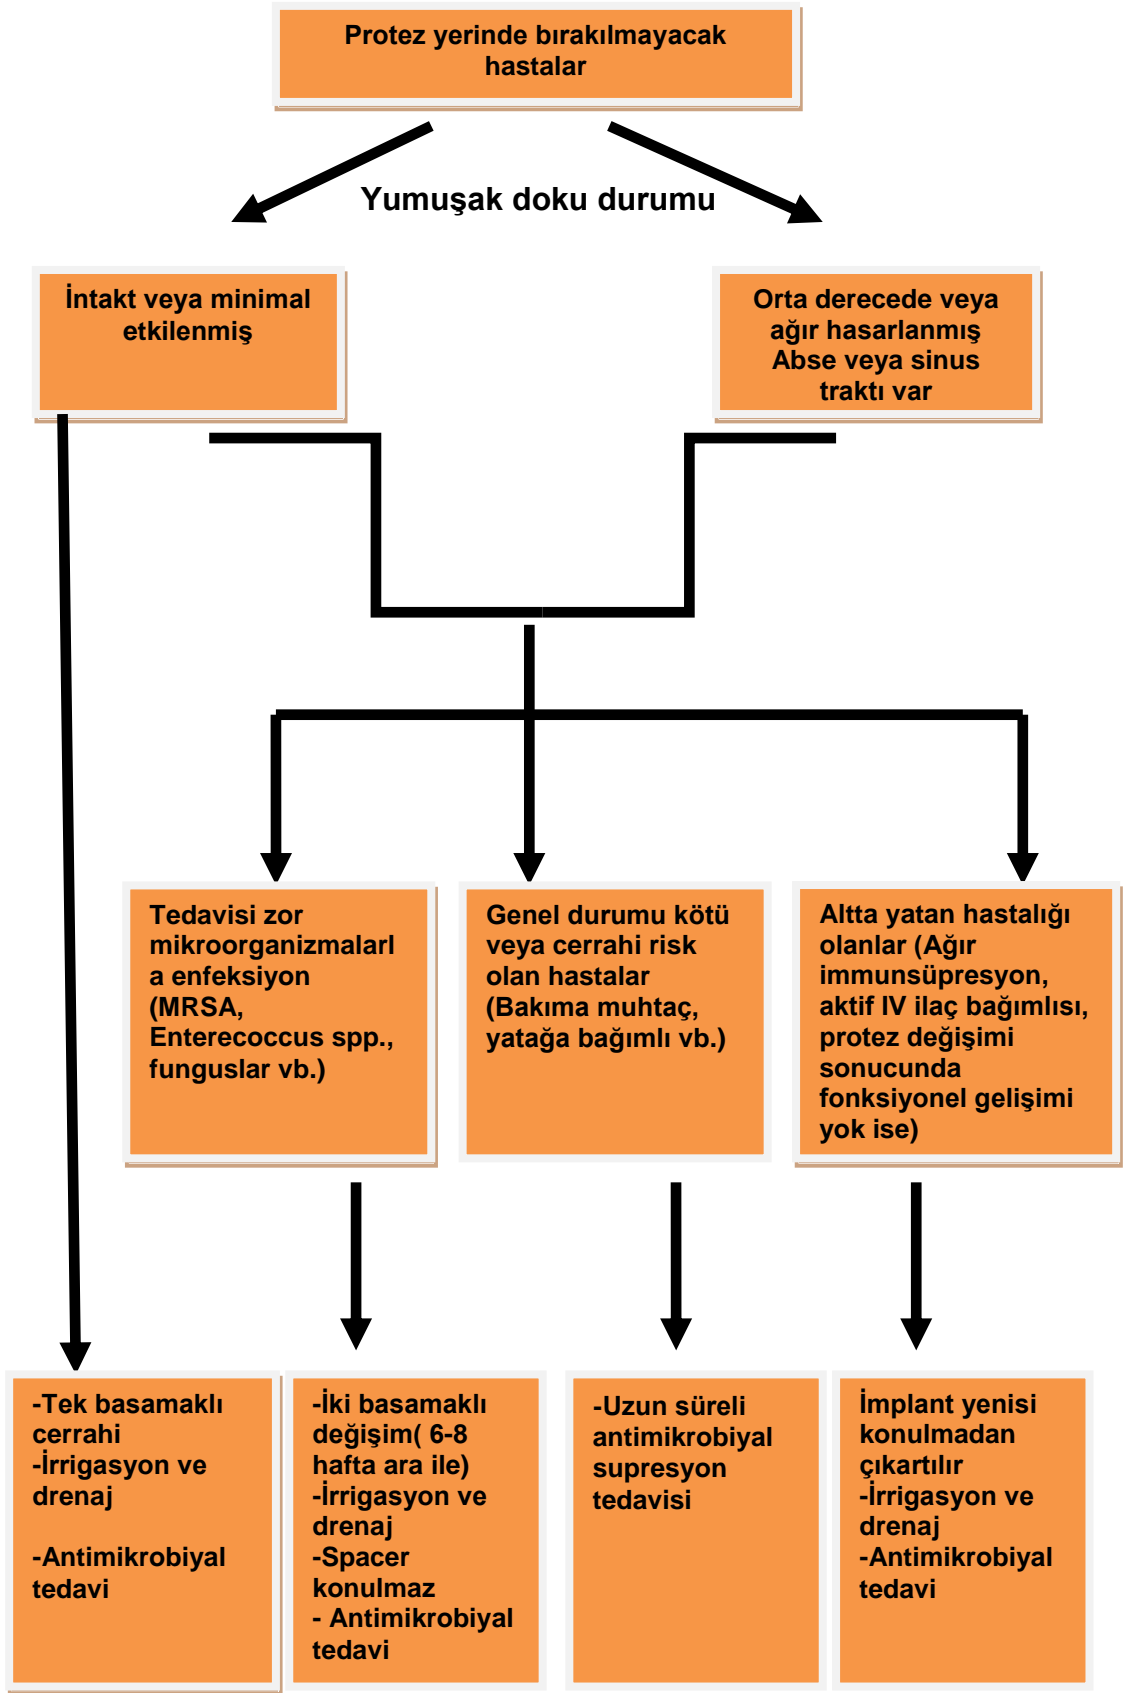 Protez yerinde bırakılmayacak
hastalar
Yumuşak doku durumu
İntakt veya minimal
etkilenmiş
Orta derecede veya
ağır hasarlanmış
Abse veya sinus
traktı var
Tedavisi zor
mikroorganizmalarl
a enfeksiyon
(MRSA,
Enterecoccus spp.,
funguslar vb.)
Genel durumu kötü
veya cerrahi risk
olan hastalar
(Bakıma muhtaç,
yatağa bağımlı vb.)
Altta yatan hastalığı
olanlar (Ağır
immunsüpresyon,
aktif IV ilaç bağımlısı,
protez değişimi
sonucunda
fonksiyonel gelişimi
yok ise)
-Tek basamaklı
cerrahi
-İrrigasyon ve
drenaj
-Antimikrobiyal
tedavi
-İki basamaklı
değişim( 6-8
hafta ara ile)
-İrrigasyon ve
drenaj
-Spacer
konulmaz
- Antimikrobiyal
tedavi
-Uzun süreli
antimikrobiyal
supresyon
tedavisi
İmplant yenisi
konulmadan
çıkartılır
-İrrigasyon ve
drenaj
-Antimikrobiyal
tedavi